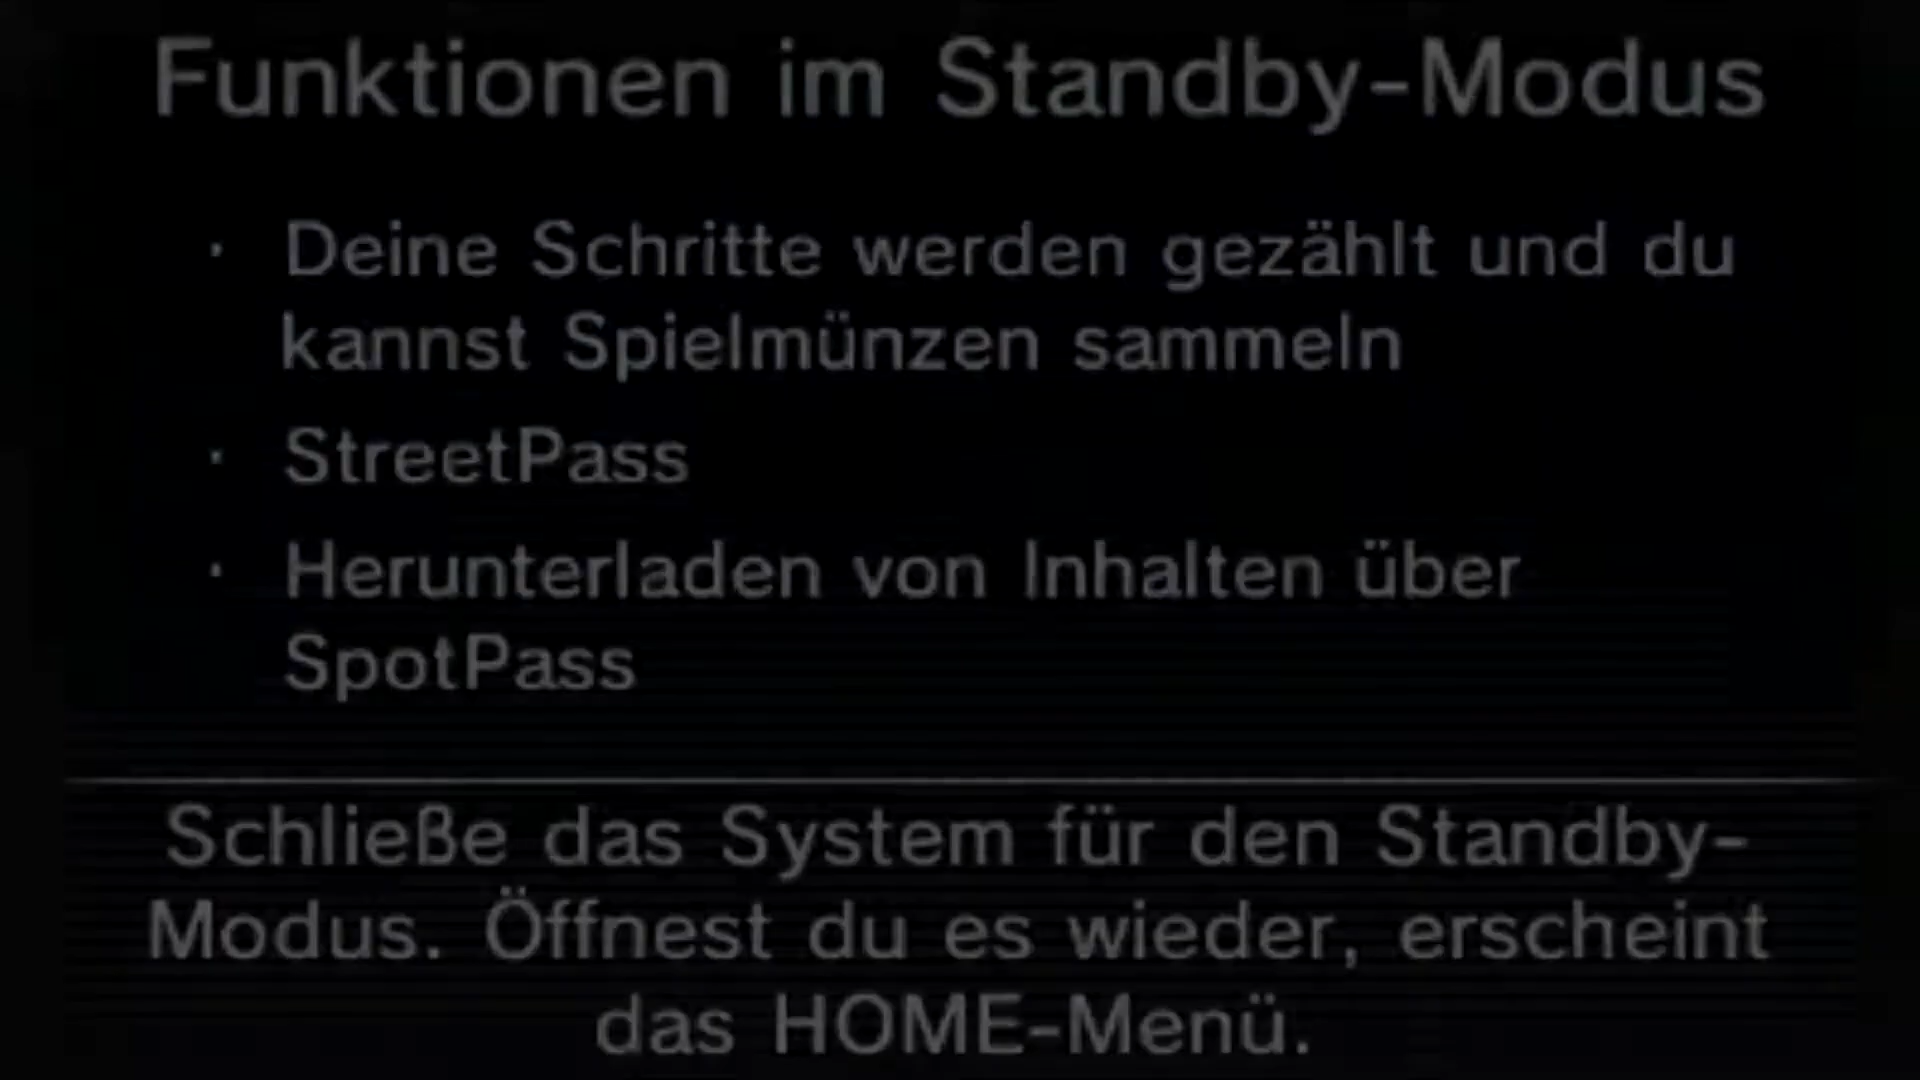 Funktionen im Standby-Modus
· Deine Schritte werden gezählt und du
kannst Spielmünzen sammeln
· StreetPass
· Herunterladen von Inhalten über
SpotPass
Schließe das System für den Standby-
Modus. Öffnest du es wieder, erscheint
das HOME-Menü.